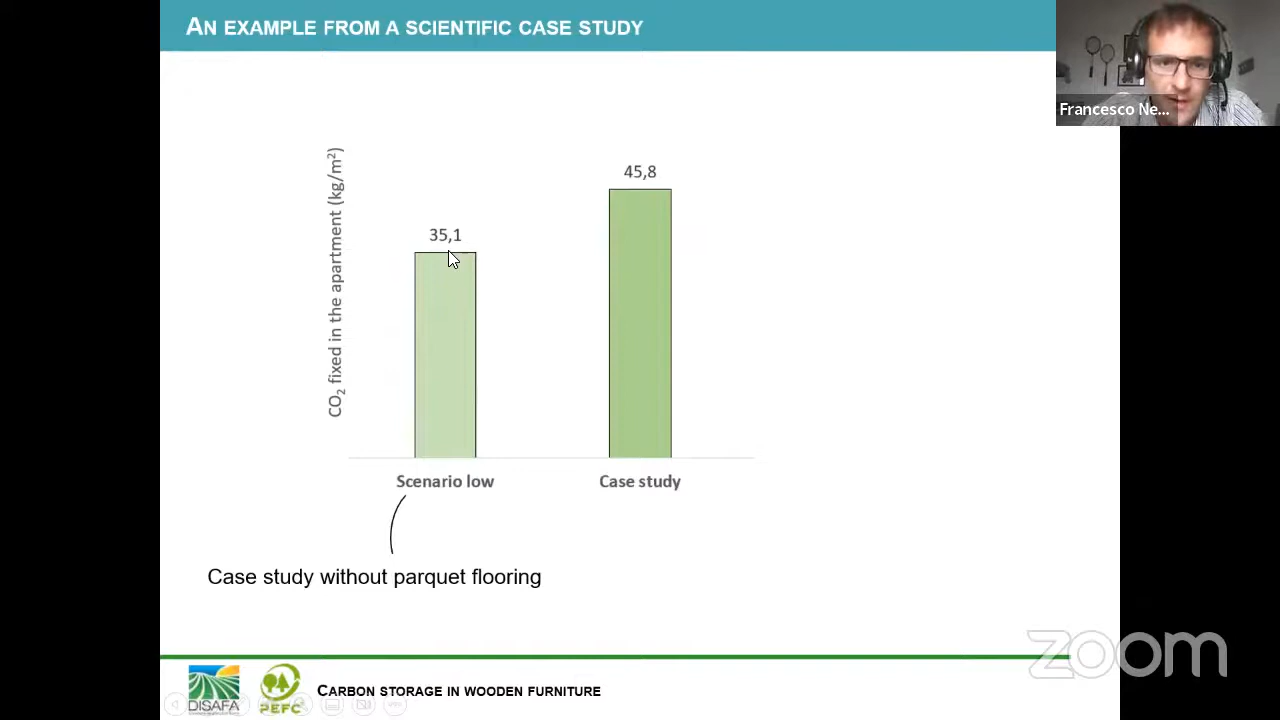 AN EXAMPLE FROM A SCIENTIFIC CASE STUDY
Francesco Ne...
CO₂ fixed in the apartment (kg/m²)
35,1
45,8
Scenario low
Case study
Case study without parquet flooring
zoom
DISAFA
PEFC
CARBON STORAGE IN WOODEN FURNITURE